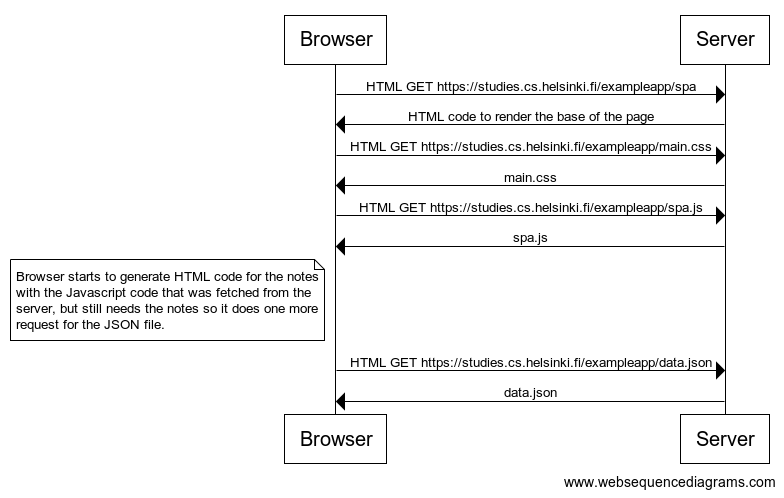 Browser
Server
HTML GET https://studies.cs.helsinki.fi/exampleapp/spa
HTML code to render the base of the page
HTML GET https://studies.cs.helsinki.fi/exampleapp/main.css
main.css
HTML GET https://studies.cs.helsinki.fi/exampleapp/spa.js
spa.js
Browser starts to generate HTML code for the notes
with the Javascript code that was fetched from the
server, but still needs the notes so it does one more
request for the JSON file.
HTML GET https://studies.cs.helsinki.fi/exampleapp/data.json
data.json
Browser
Server
www.websequencediagrams.com